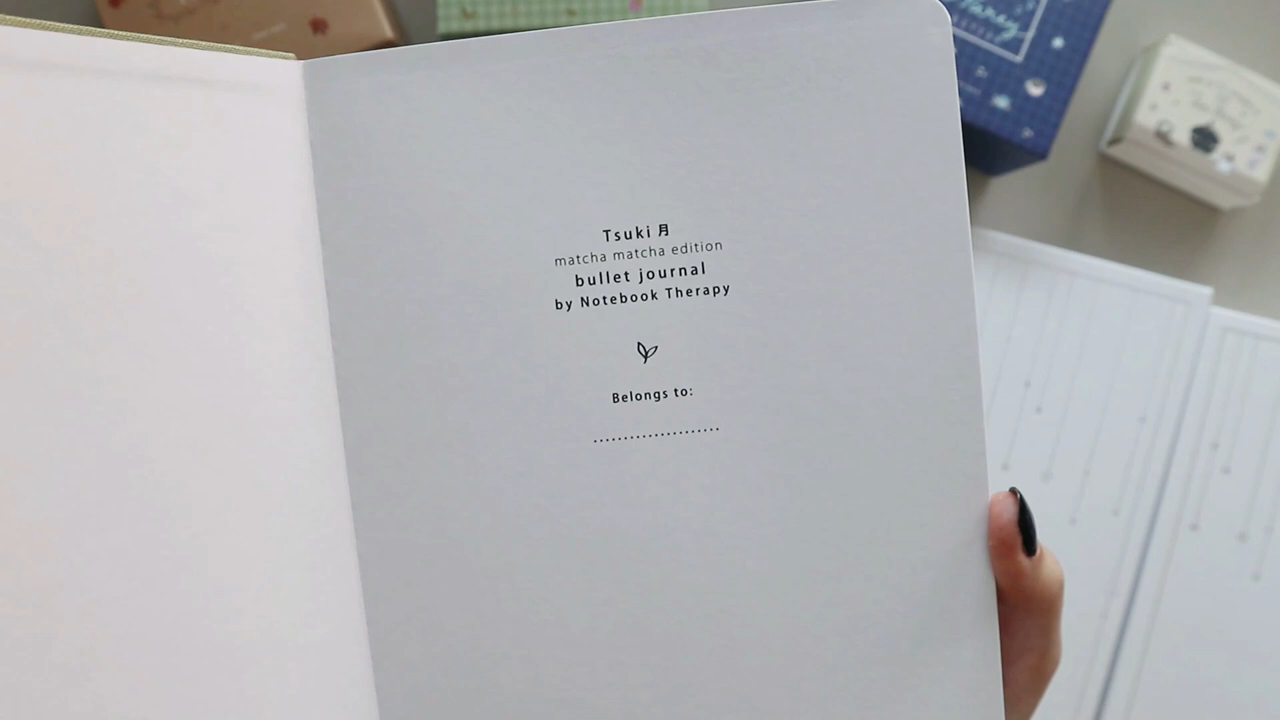 Tsuki 月
matcha matcha edition
bullet journal
by Notebook Therapy
Belongs to:
.....................